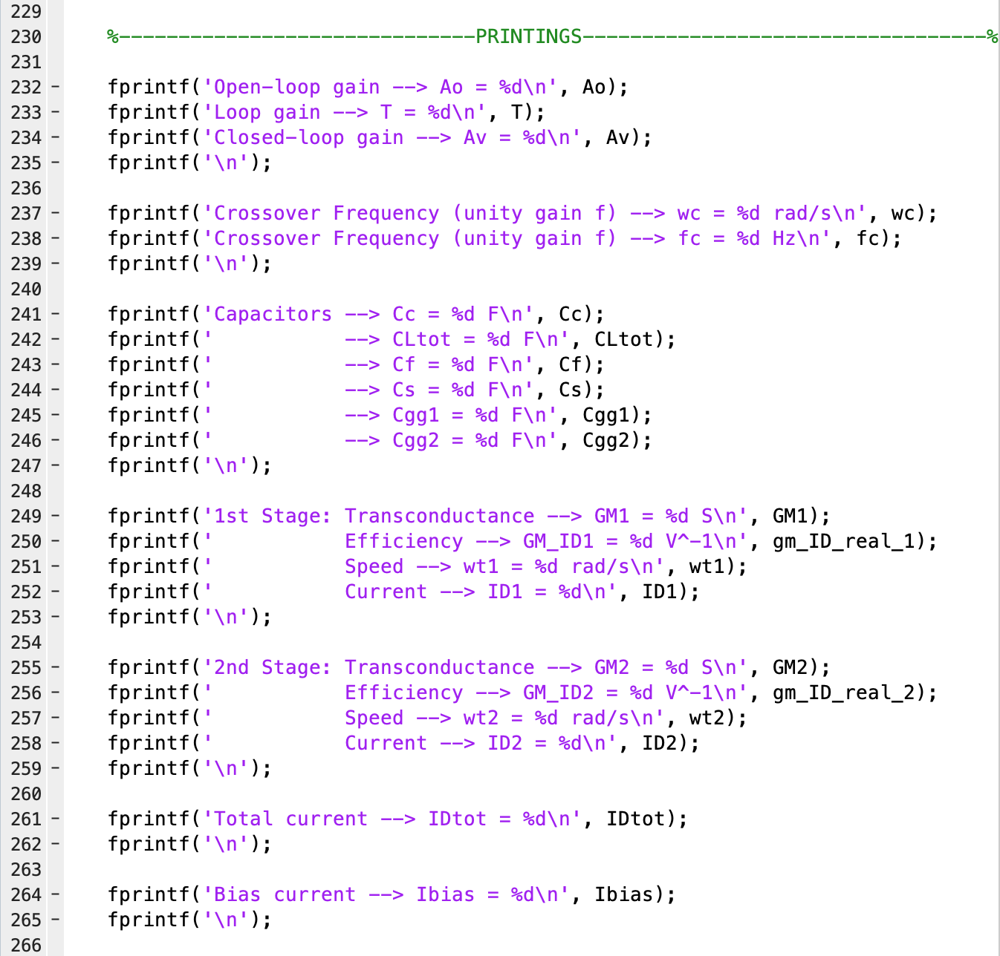 229
230 %------------------------------PRINTINGS----------------------------------%
231
232 - fprintf('Open-loop gain --> Ao = %d\n', Ao);
233 - fprintf('Loop gain --> T = %d\n', T);
234 - fprintf('Closed-loop gain --> Av = %d\n', Av);
235 - fprintf('\n');
236
237 - fprintf('Crossover Frequency (unity gain f) --> wc = %d rad/s\n', wc);
238 - fprintf('Crossover Frequency (unity gain f) --> fc = %d Hz\n', fc);
239 - fprintf('\n');
240
241 - fprintf('Capacitors --> Cc = %d F\n', Cc);
242 - fprintf('           --> CLtot = %d F\n', CLtot);
243 - fprintf('           --> Cf = %d F\n', Cf);
244 - fprintf('           --> Cs = %d F\n', Cs);
245 - fprintf('           --> Cgg1 = %d F\n', Cgg1);
246 - fprintf('           --> Cgg2 = %d F\n', Cgg2);
247 - fprintf('\n');
248
249 - fprintf('1st Stage: Transconductance --> GM1 = %d S\n', GM1);
250 - fprintf('           Efficiency --> GM_ID1 = %d V^-1\n', gm_ID_real_1);
251 - fprintf('           Speed --> wt1 = %d rad/s\n', wt1);
252 - fprintf('           Current --> ID1 = %d\n', ID1);
253 - fprintf('\n');
254
255 - fprintf('2nd Stage: Transconductance --> GM2 = %d S\n', GM2);
256 - fprintf('           Efficiency --> GM_ID2 = %d V^-1\n', gm_ID_real_2);
257 - fprintf('           Speed --> wt2 = %d rad/s\n', wt2);
258 - fprintf('           Current --> ID2 = %d\n', ID2);
259 - fprintf('\n');
260
261 - fprintf('Total current --> IDtot = %d\n', IDtot);
262 - fprintf('\n');
263
264 - fprintf('Bias current --> Ibias = %d\n', Ibias);
265 - fprintf('\n');
266